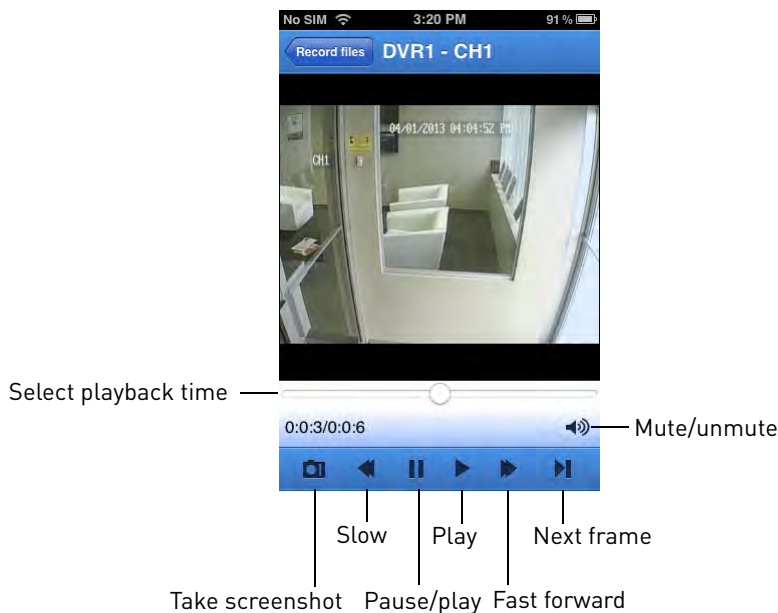 No SIM 3:20 PM 91 %
Record files DVR1 - CH1
04/01/2013 04:04:52 PM
CH1
Select playback time
0:0:3/0:0:6
Mute/unmute
Slow Play Next frame
Take screenshot Pause/play Fast forward